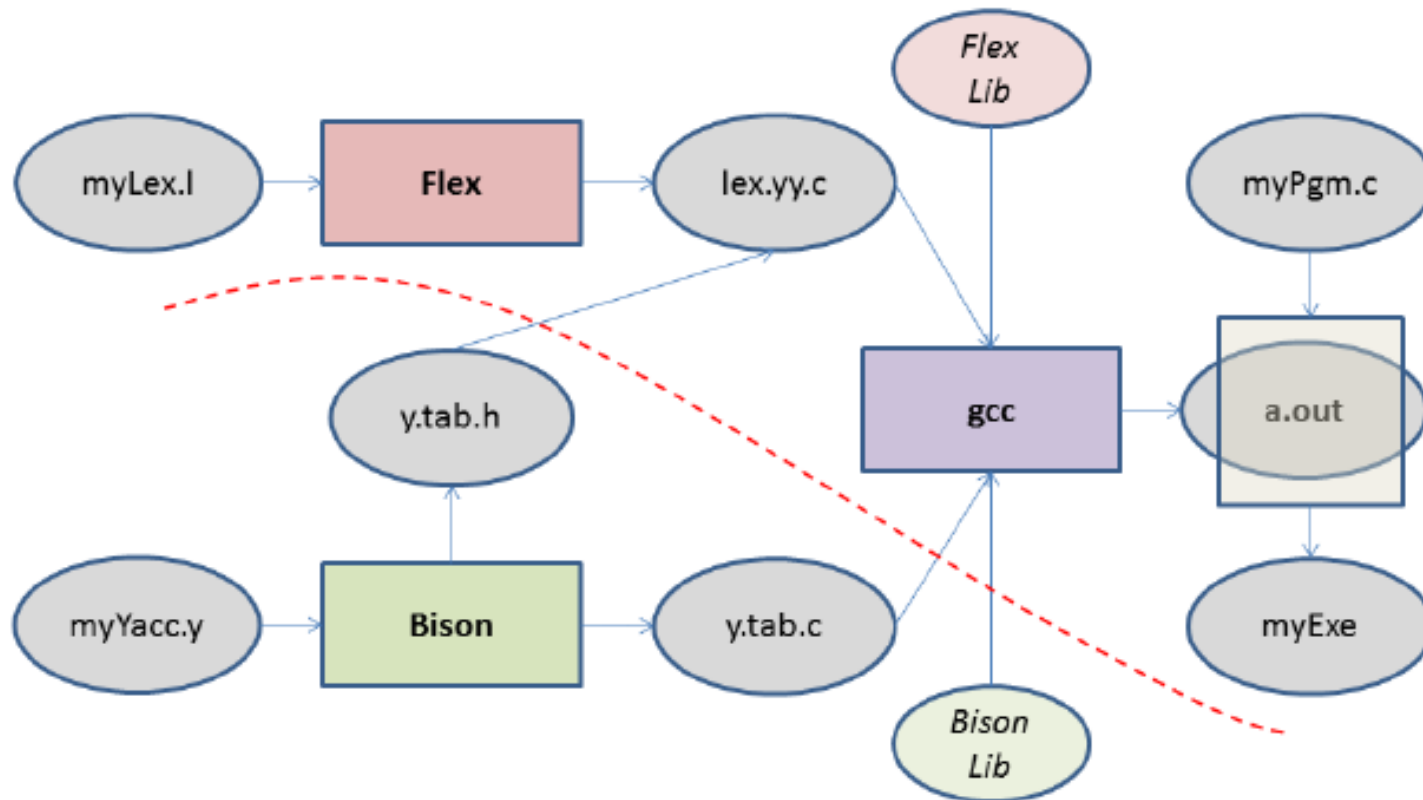 Flex
Lib
myLex.l
Flex
lex.yy.c
myPgm.c
y.tab.h
gcc
a.out
myYacc.y
Bison
y.tab.c
myExe
Bison
Lib